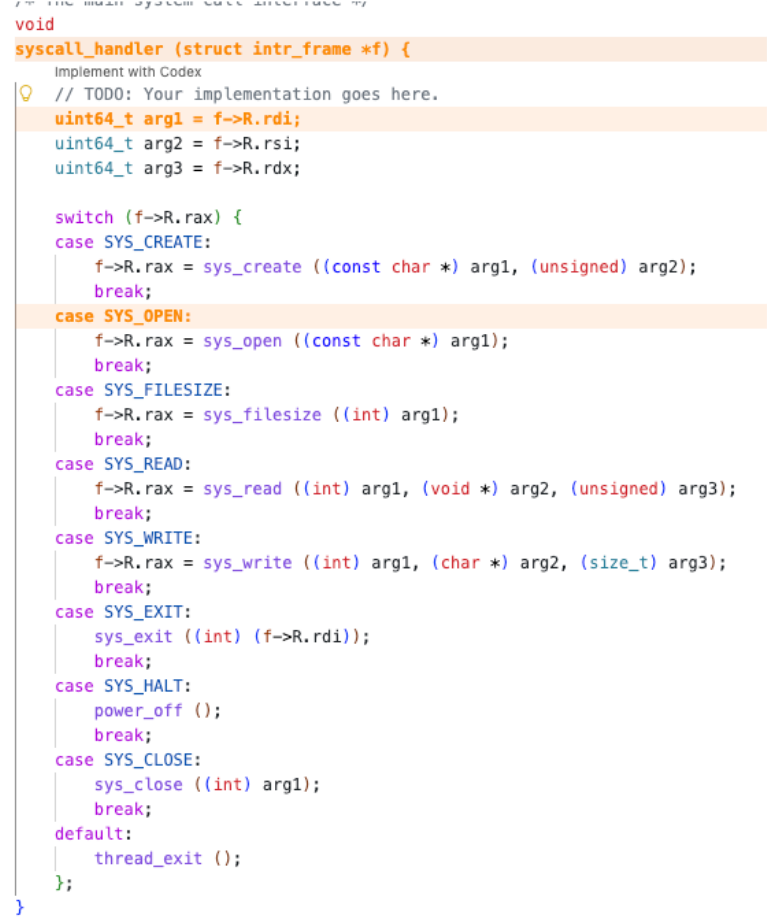 /* The main system call interface */
void
syscall_handler (struct intr_frame *f) {
Implement with Codex
// TODO: Your implementation goes here.
uint64_t arg1 = f->R.rdi;
uint64_t arg2 = f->R.rsi;
uint64_t arg3 = f->R.rdx;
switch (f->R.rax) {
case SYS_CREATE:
f->R.rax = sys_create ((const char *) arg1, (unsigned) arg2);
break;
case SYS_OPEN:
f->R.rax = sys_open ((const char *) arg1);
break;
case SYS_FILESIZE:
f->R.rax = sys_filesize ((int) arg1);
break;
case SYS_READ:
f->R.rax = sys_read ((int) arg1, (void *) arg2, (unsigned) arg3);
break;
case SYS_WRITE:
f->R.rax = sys_write ((int) arg1, (char *) arg2, (size_t) arg3);
break;
case SYS_EXIT:
sys_exit ((int) (f->R.rdi));
break;
case SYS_HALT:
power_off ();
break;
case SYS_CLOSE:
sys_close ((int) arg1);
break;
default:
thread_exit ();
};
}